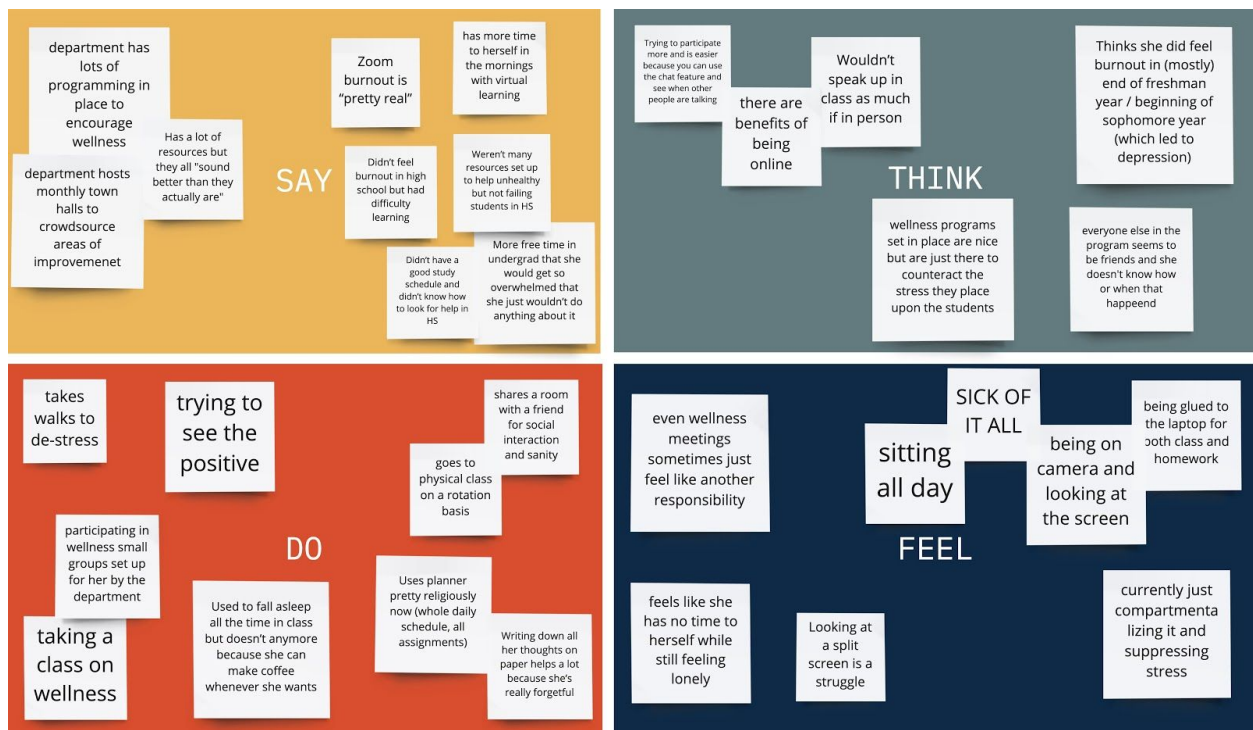 department has
lots of
programming in
place to
encourage
wellness
Has a lot of
resources but
they all "sound
better than they
actually are"
department hosts
monthly town
halls to
crowdsource
areas of
improvemenet
SAY
Zoom
burnout is
“pretty real”
has more time
to herself in
the mornings
with virtual
learning
Didn’t feel
burnout in high
school but had
difficulty
learning
Weren’t many
resources set up
to help unhealthy
but not failing
students in HS
Didn’t have a
good study
schedule and
didn’t know how
to look for help in
HS
More free time in
undergrad that she
would get so
overwhelmed that
she just wouldn’t do
anything about it
Trying to participate
more and is easier
because you can use
the chat feature and
see when other
people are talking
there are
benefits of
being
online
Wouldn’t
speak up in
class as much
if in person
THINK
Thinks she did feel
burnout in (mostly)
end of freshman
year / beginning of
sophomore year
(which led to
depression)
wellness programs
set in place are nice
but are just there to
counteract the
stress they place
upon the students
everyone else in the
program seems to
be friends and she
doesn't know how
or when that
happeend
takes
walks to
de-stress
trying to
see the
positive
shares a room
with a friend
for social
interaction
and sanity
goes to
physical class
on a rotation
basis
DO
participating in
wellness small
groups set up
for her by the
department
taking a
class on
wellness
Used to fall asleep
all the time in class
but doesn’t anymore
because she can
make coffee
whenever she wants
Uses planner
pretty religiously
now (whole daily
schedule, all
assignments)
Writing down all
her thoughts on
paper helps a lot
because she’s
really forgetful
even wellness
meetings
sometimes just
feel like another
responsibility
sitting
all day
SICK OF
IT ALL
being on
camera and
looking at
the screen
being glued to
the laptop for
both class and
homework
FEEL
feels like she
has no time to
herself while
still feeling
lonely
Looking at
a split
screen is a
struggle
currently just
compartmenta
lizing it and
suppressing
stress